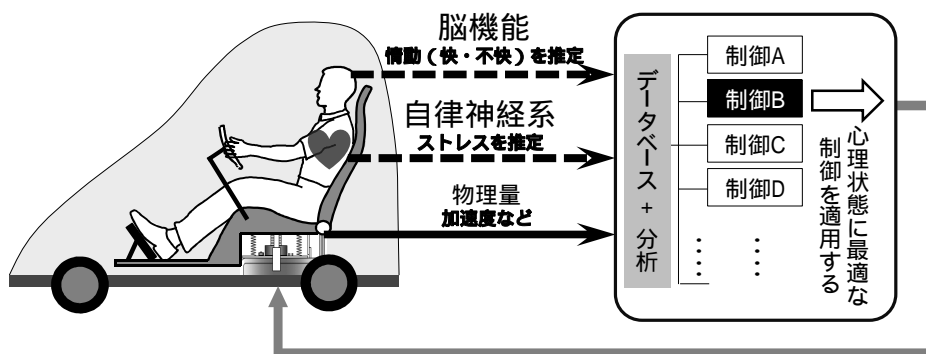 脳機能
情動（快・不快）を推定
自律神経系
ストレスを推定
物理量
加速度など
データベース + 分析
制御A
制御B
制御C
制御D
心理状態に最適な
制御を適用する